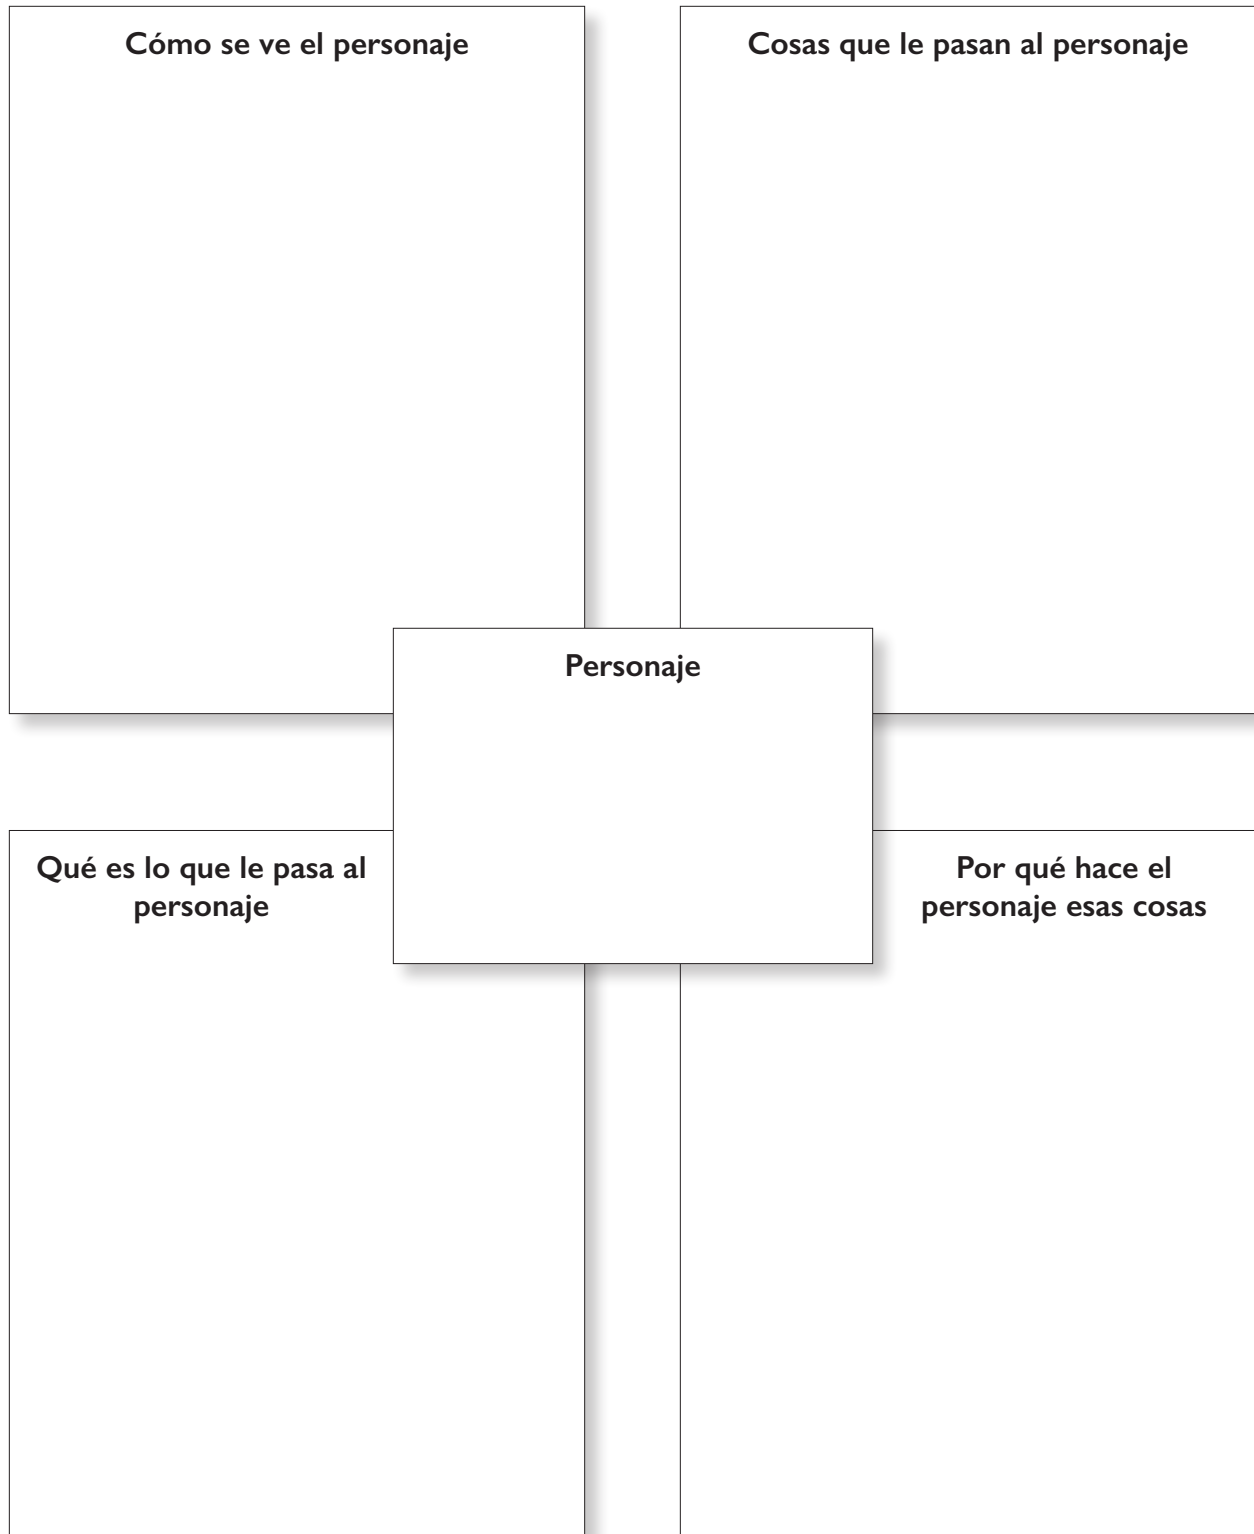 Cómo se ve el personaje
Cosas que le pasan al personaje
Personaje
Qué es lo que le pasa al
personaje
Por qué hace el
personaje esas cosas